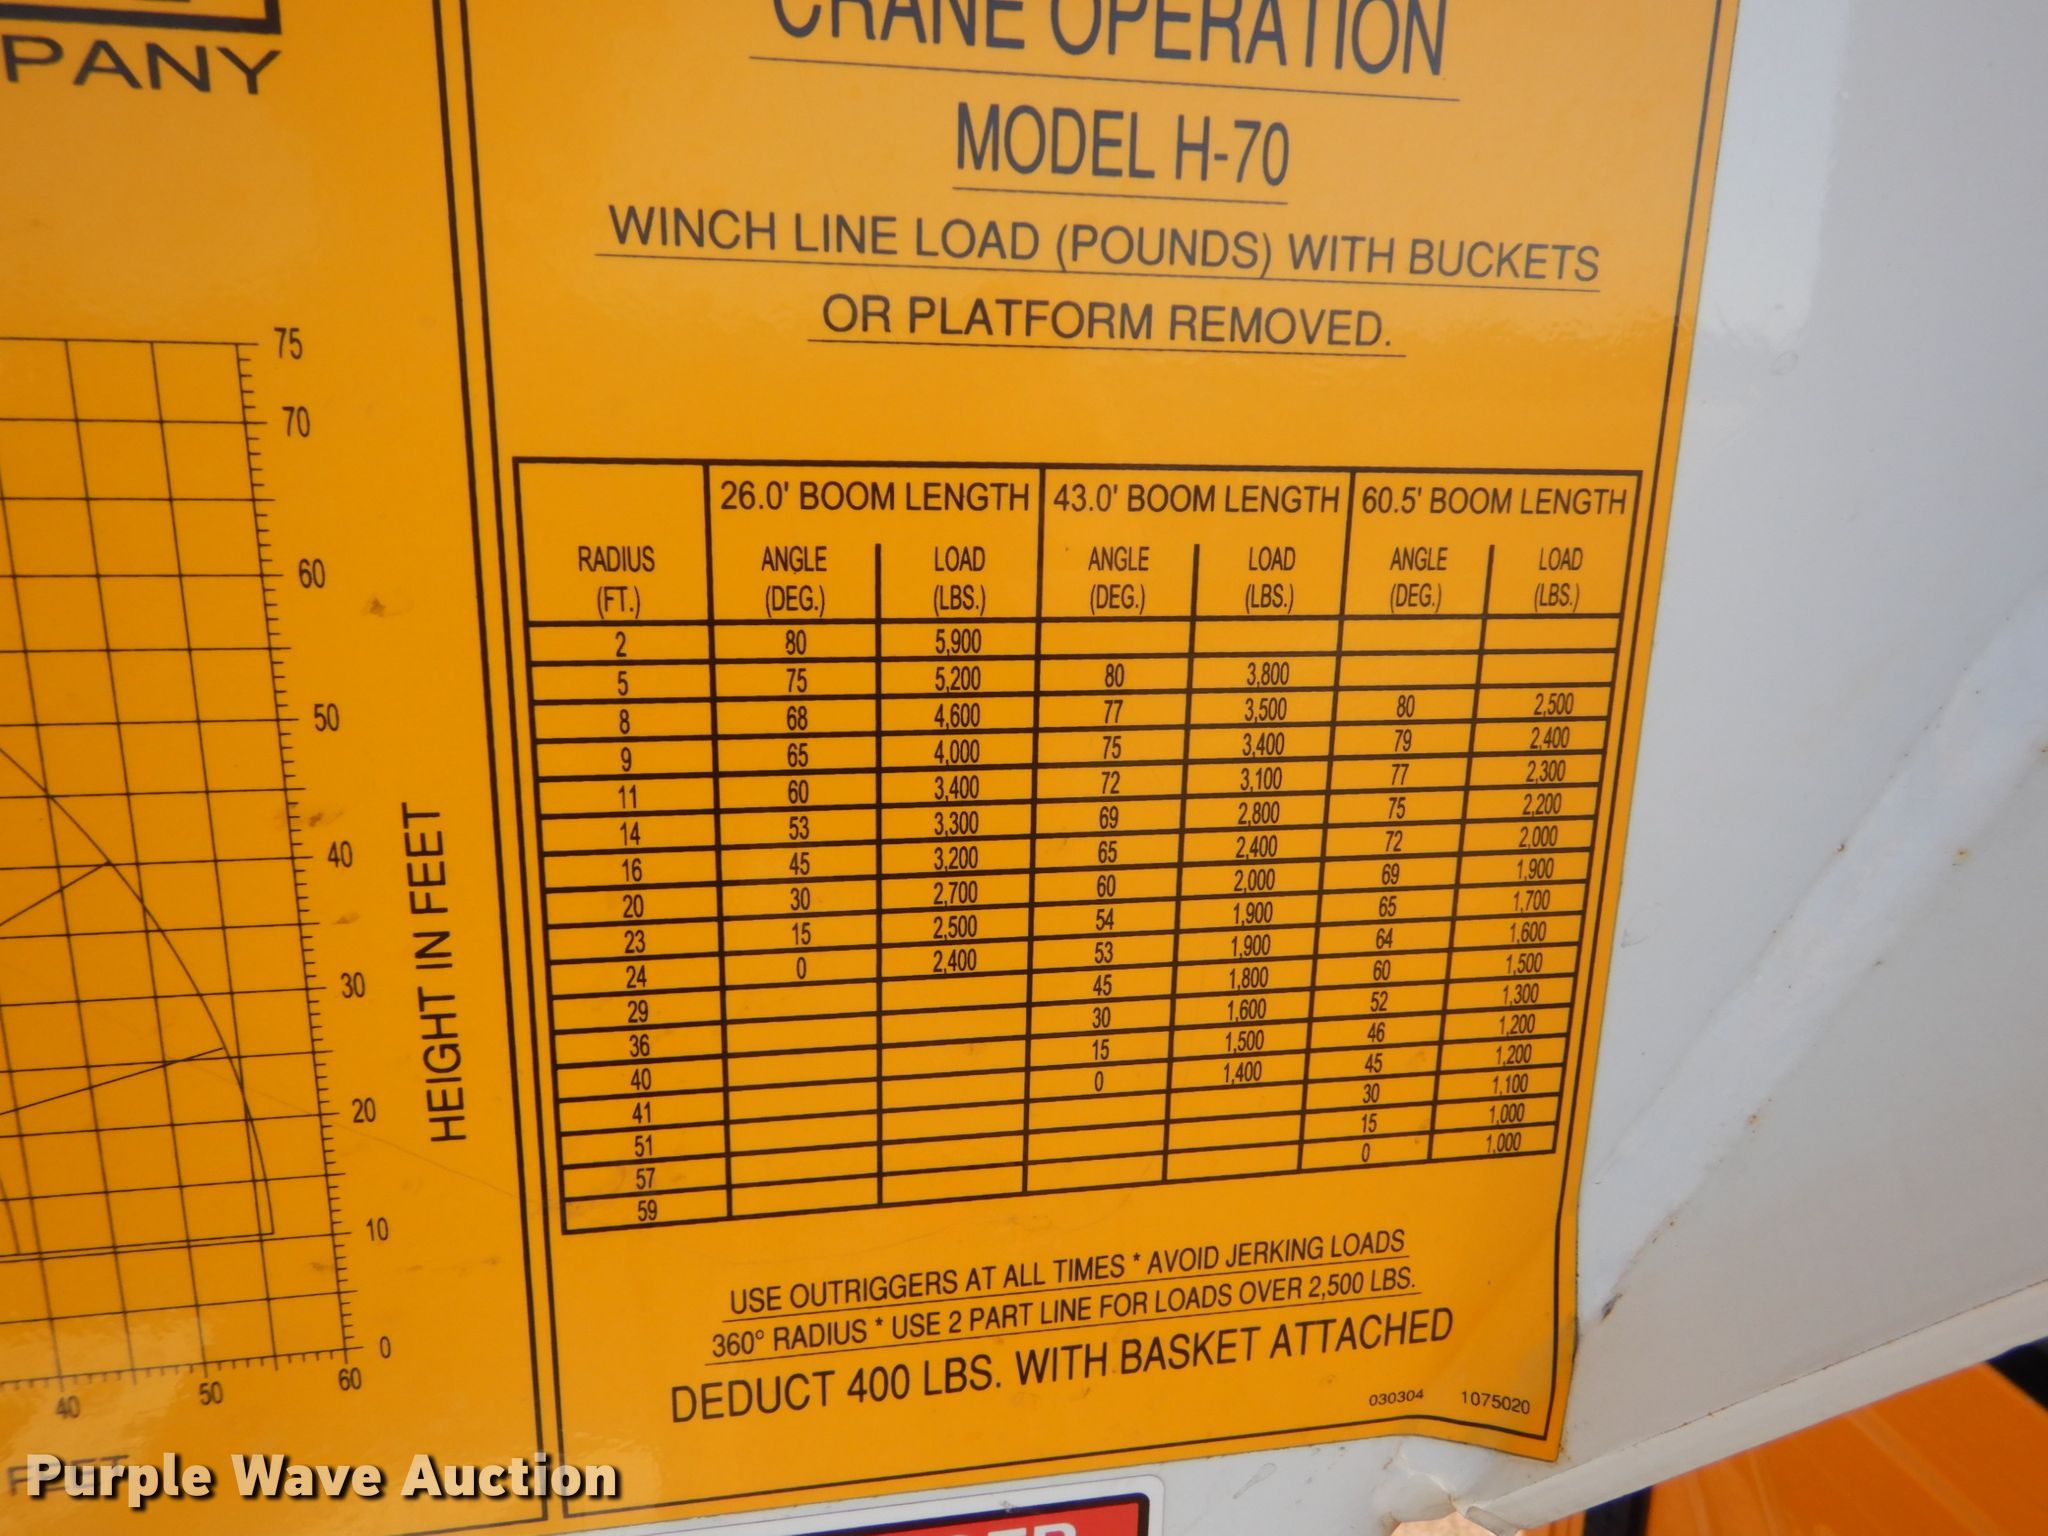 PANY
CRANE OPERATION
MODEL H-70
WINCH LINE LOAD (POUNDS) WITH BUCKETS
OR PLATFORM REMOVED.
75
70
60
50
40
30
20
10
0
40 50 60
HEIGHT IN FEET
FEET
26.0' BOOM LENGTH 43.0' BOOM LENGTH 60.5' BOOM LENGTH
RADIUS ANGLE LOAD ANGLE LOAD ANGLE LOAD
(FT.) (DEG.) (LBS.) (DEG.) (LBS.) (DEG.) (LBS.)
2 80 5,900
5 75 5,200 80 3,800
8 68 4,600 77 3,500 80 2,500
9 65 4,000 75 3,400 79 2,400
11 60 3,400 72 3,100 77 2,300
14 53 3,300 69 2,800 75 2,200
16 45 3,200 65 2,400 72 2,000
20 30 2,700 60 2,000 69 1,900
23 15 2,500 54 1,900 65 1,700
24 0 2,400 53 1,900 64 1,600
29 45 1,800 60 1,500
36 30 1,600 52 1,300
40 15 1,500 46 1,200
41 0 1,400 45 1,200
51 30 1,100
57 15 1,000
59 0 1,000
USE OUTRIGGERS AT ALL TIMES * AVOID JERKING LOADS
360° RADIUS * USE 2 PART LINE FOR LOADS OVER 2,500 LBS.
DEDUCT 400 LBS. WITH BASKET ATTACHED
030304 1075020
Purple Wave Auction